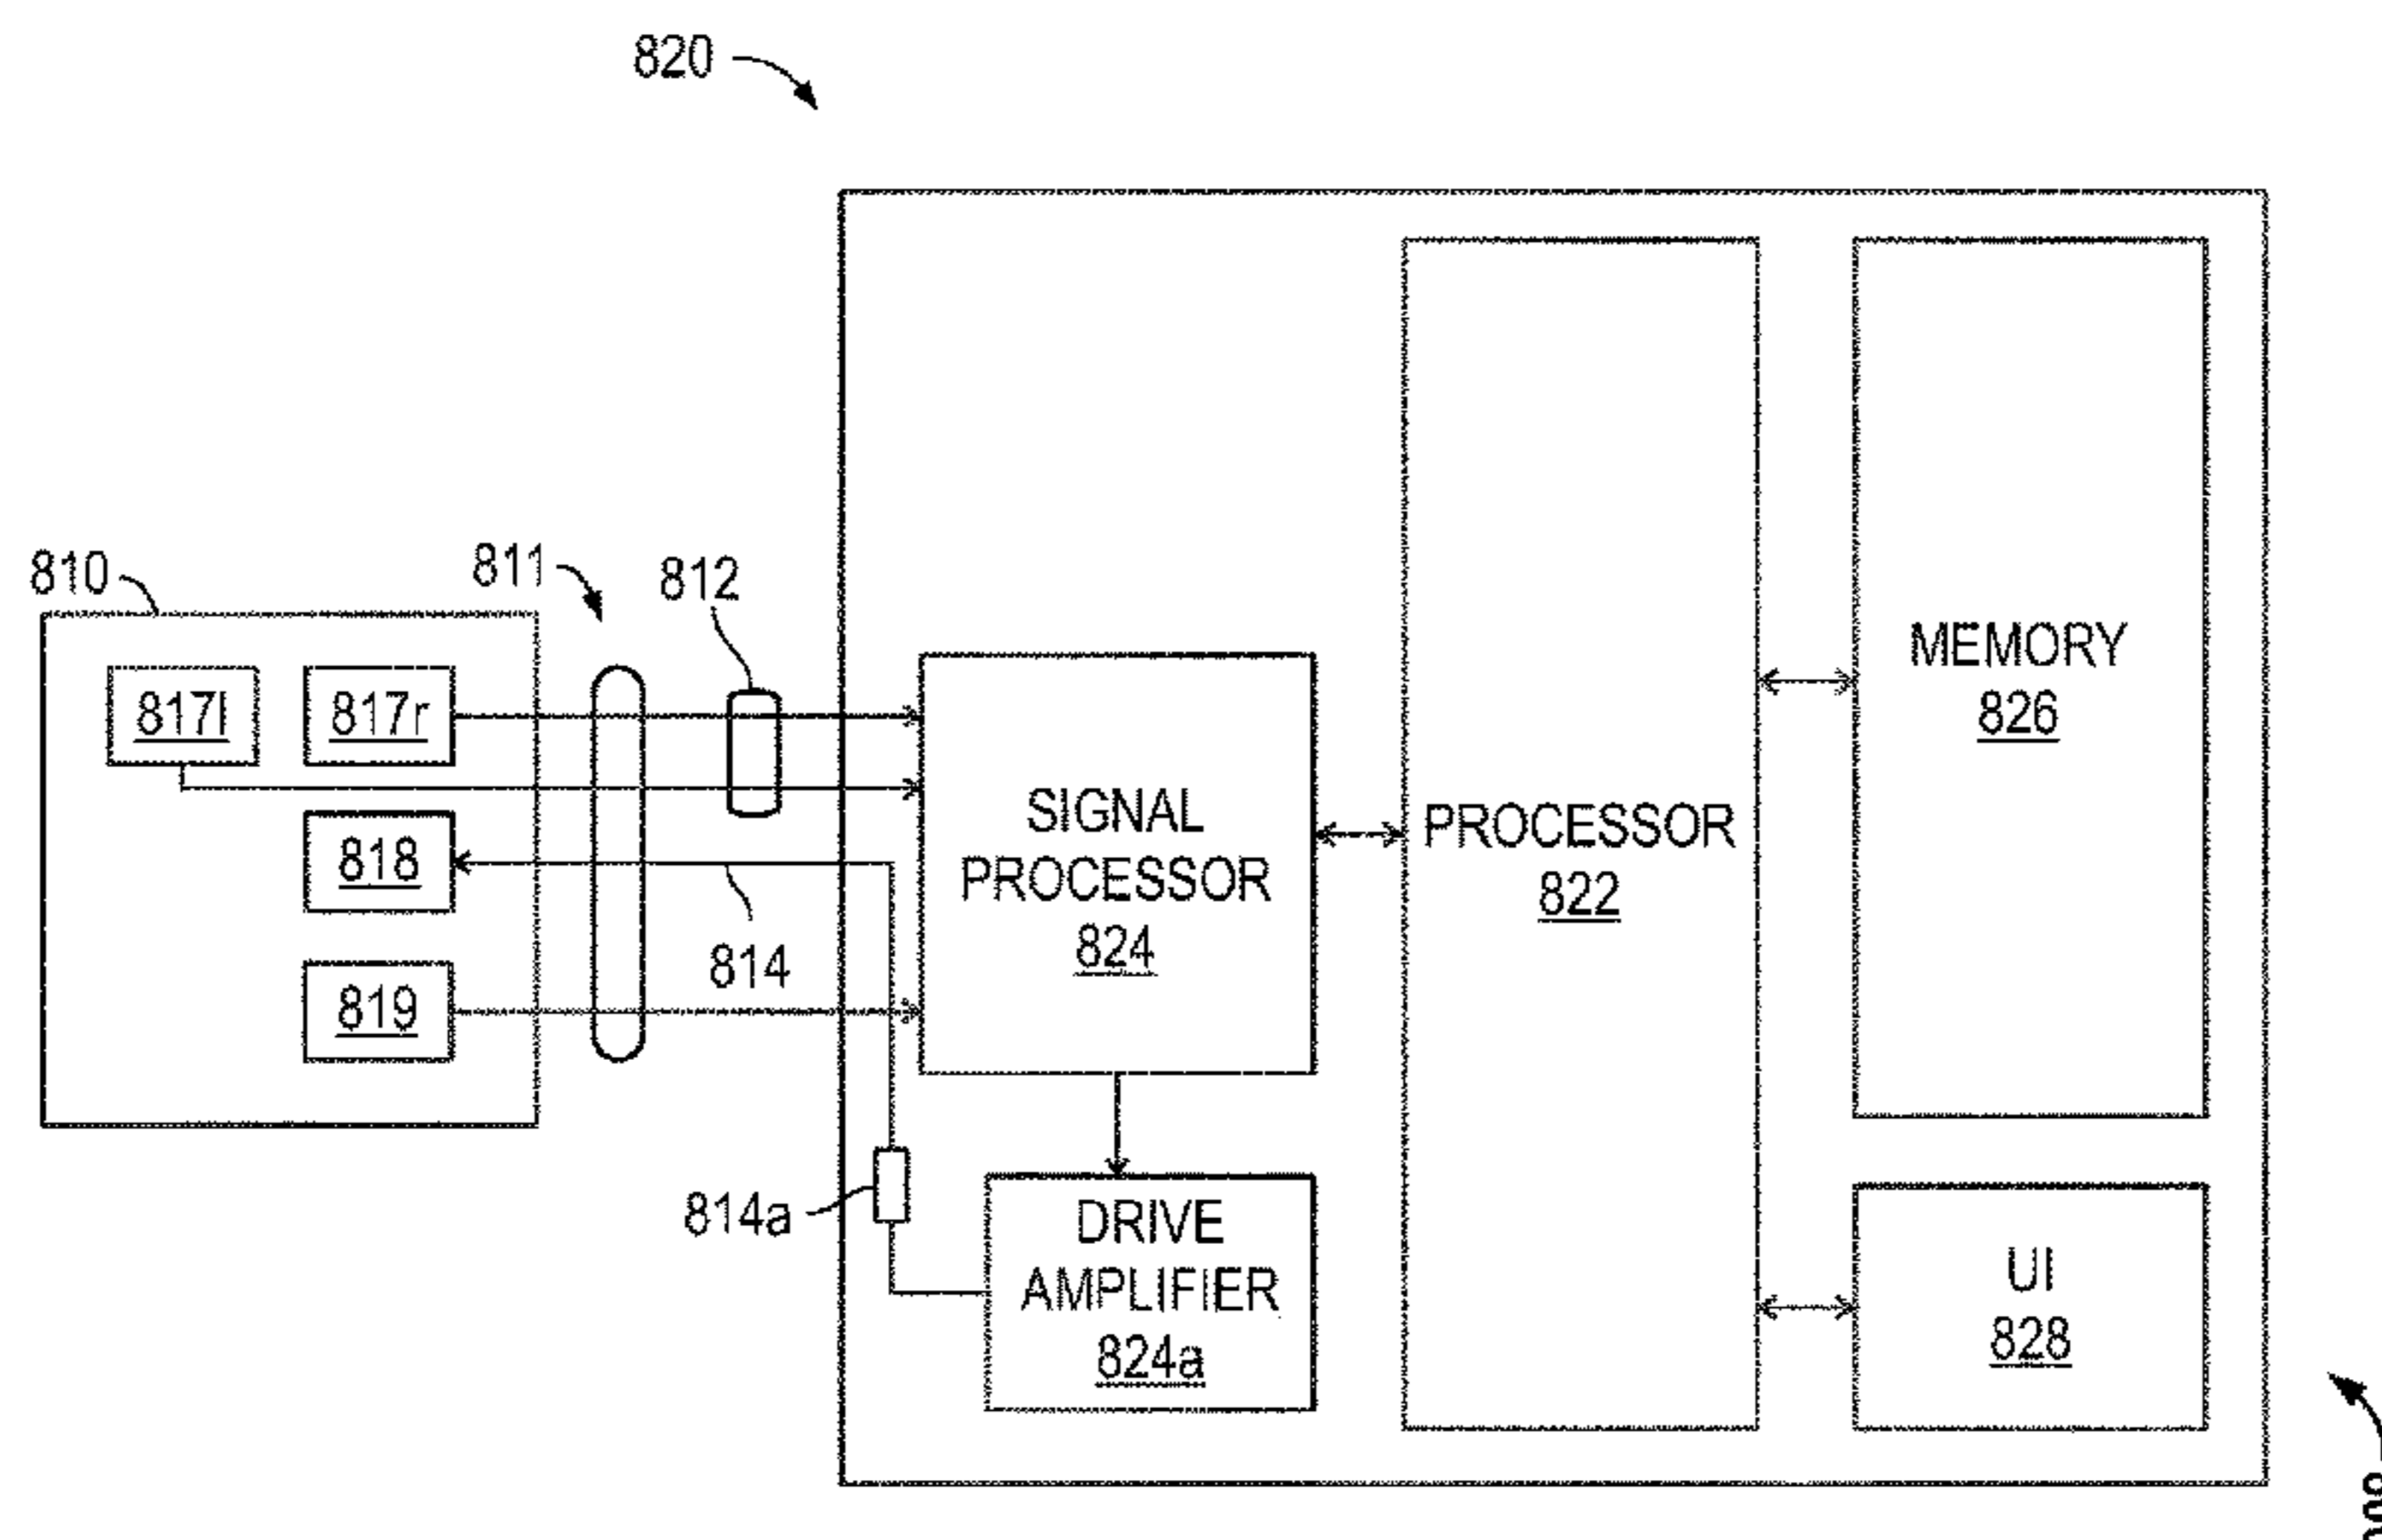 820
810
811
812
817l
817r
818
819
814
814a
SIGNAL
PROCESSOR
824
DRIVE
AMPLIFIER
824a
PROCESSOR
822
MEMORY
826
UI
828